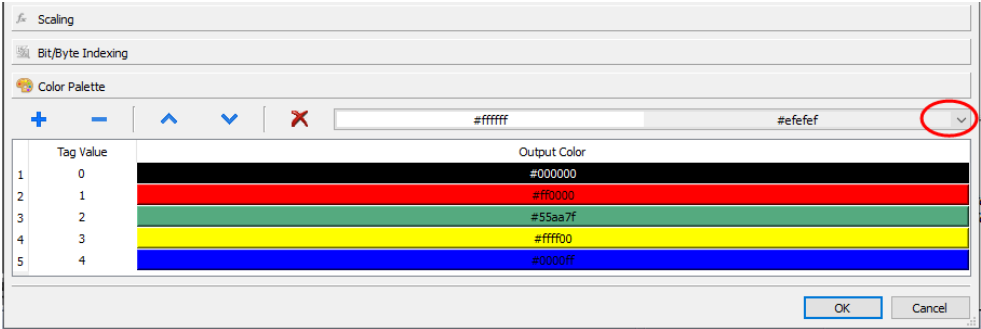 Scaling
Bit/Byte Indexing
Color Palette
#ffffff #efefef
Tag Value Output Color
1 0 #000000
2 1 #ff0000
3 2 #55aa7f
4 3 #ffff00
5 4 #0000ff
OK Cancel